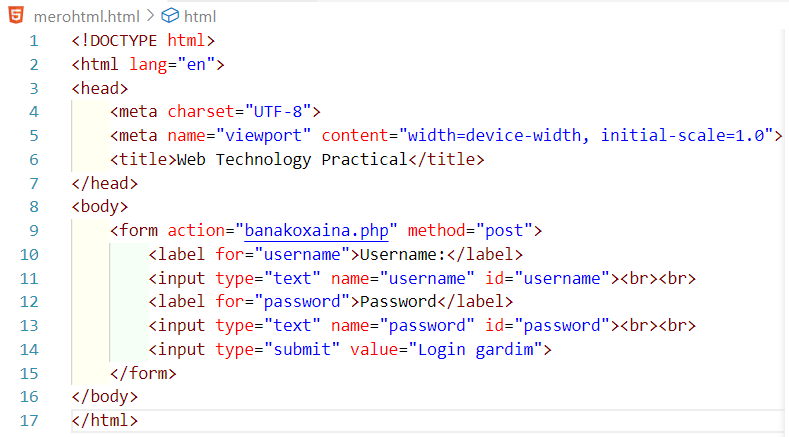 merohtml.html > html
1 <!DOCTYPE html>
2 <html lang="en">
3 <head>
4     <meta charset="UTF-8">
5     <meta name="viewport" content="width=device-width, initial-scale=1.0">
6     <title>Web Technology Practical</title>
7 </head>
8 <body>
9     <form action="banakoxaina.php" method="post">
10         <label for="username">Username:</label>
11         <input type="text" name="username" id="username"><br><br>
12         <label for="password">Password</label>
13         <input type="text" name="password" id="password"><br><br>
14         <input type="submit" value="Login gardim">
15     </form>
16 </body>
17 </html>